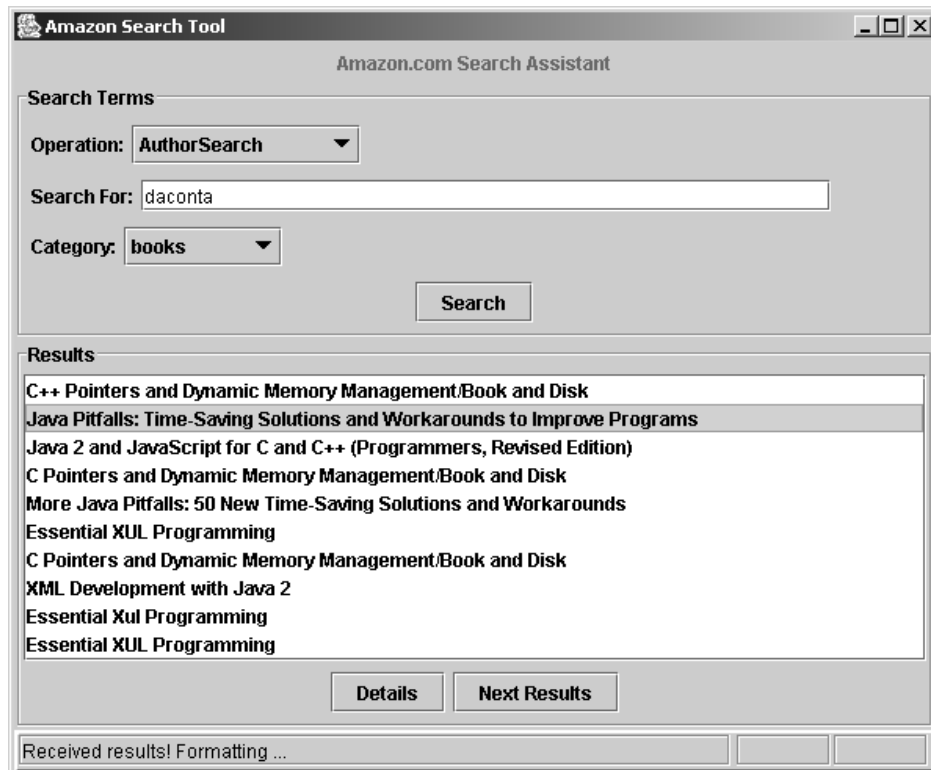 Amazon Search Tool
Amazon.com Search Assistant
Search Terms
Operation: AuthorSearch
Search For: daconta
Category: books
Search
Results
C++ Pointers and Dynamic Memory Management/Book and Disk
Java Pitfalls: Time-Saving Solutions and Workarounds to Improve Programs
Java 2 and JavaScript for C and C++ (Programmers, Revised Edition)
C Pointers and Dynamic Memory Management/Book and Disk
More Java Pitfalls: 50 New Time-Saving Solutions and Workarounds
Essential XUL Programming
C Pointers and Dynamic Memory Management/Book and Disk
XML Development with Java 2
Essential Xul Programming
Essential XUL Programming
Details Next Results
Received results! Formatting ...